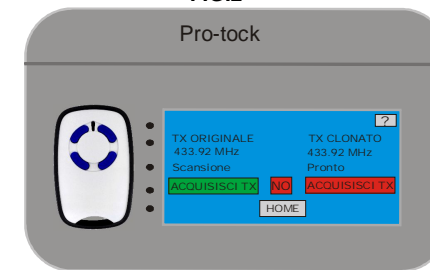 Pro-tock
?
TX ORIGINALE TX CLONATO
433.92 MHz 433.92 MHz
Scansione Pronto
ACQUISISCI TX NO ACQUISISCI TX
HOME